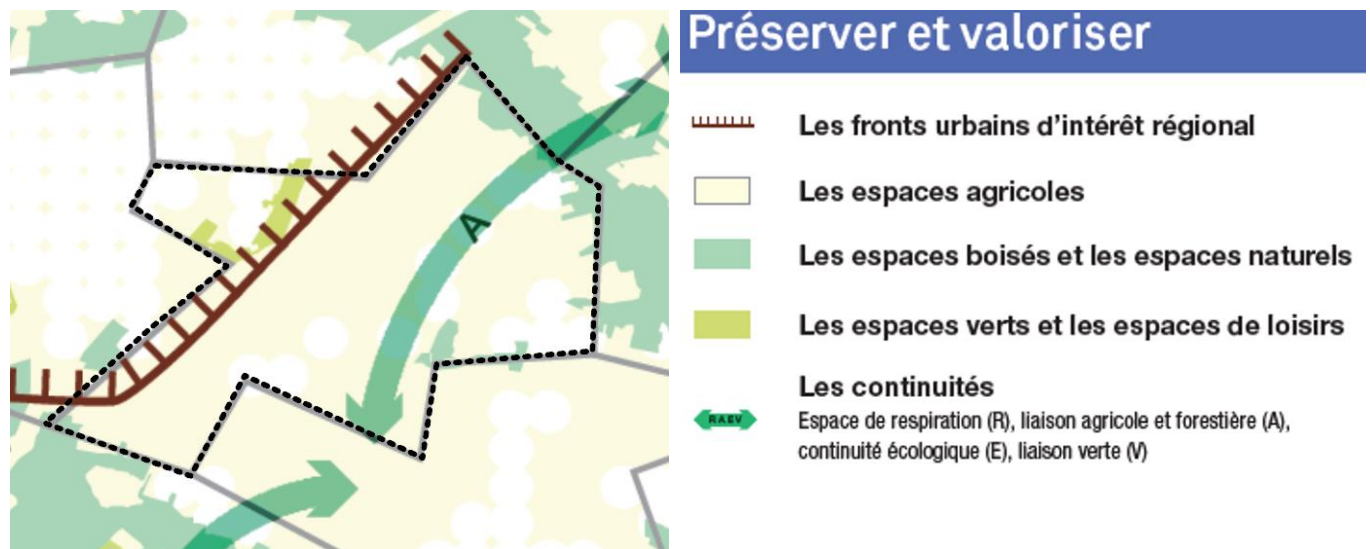 A
Préserver et valoriser
Les fronts urbains d'intérêt régional
Les espaces agricoles
Les espaces boisés et les espaces naturels
Les espaces verts et les espaces de loisirs
Les continuités
RAEV
Espace de respiration (R), liaison agricole et forestière (A),
continuité écologique (E), liaison verte (V)